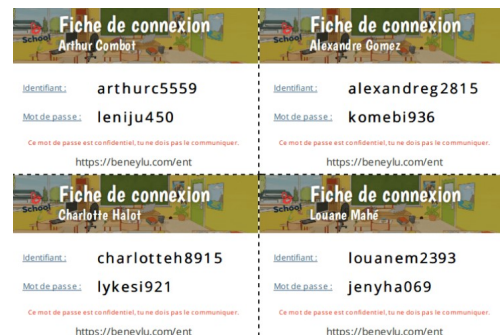 Fiche de connexion
School
Arthur Combot
Identifiant : arthurc5559
Mot de passe : leniju450
Ce mot de passe est confidentiel, tu ne dois pas le communiquer.
https://beneylu.com/ent
Fiche de connexion
School
Alexandre Gomez
Identifiant : alexandreg2815
Mot de passe : komebi936
Ce mot de passe est confidentiel, tu ne dois pas le communiquer.
https://beneylu.com/ent
Fiche de connexion
School
Charlotte Halot
Identifiant : charlotteh8915
Mot de passe : lykesi921
Ce mot de passe est confidentiel, tu ne dois pas le communiquer.
https://beneylu.com/ent
Fiche de connexion
School
Louane Mahé
Identifiant : louanem2393
Mot de passe : jenyha069
Ce mot de passe est confidentiel, tu ne dois pas le communiquer.
https://beneylu.com/ent